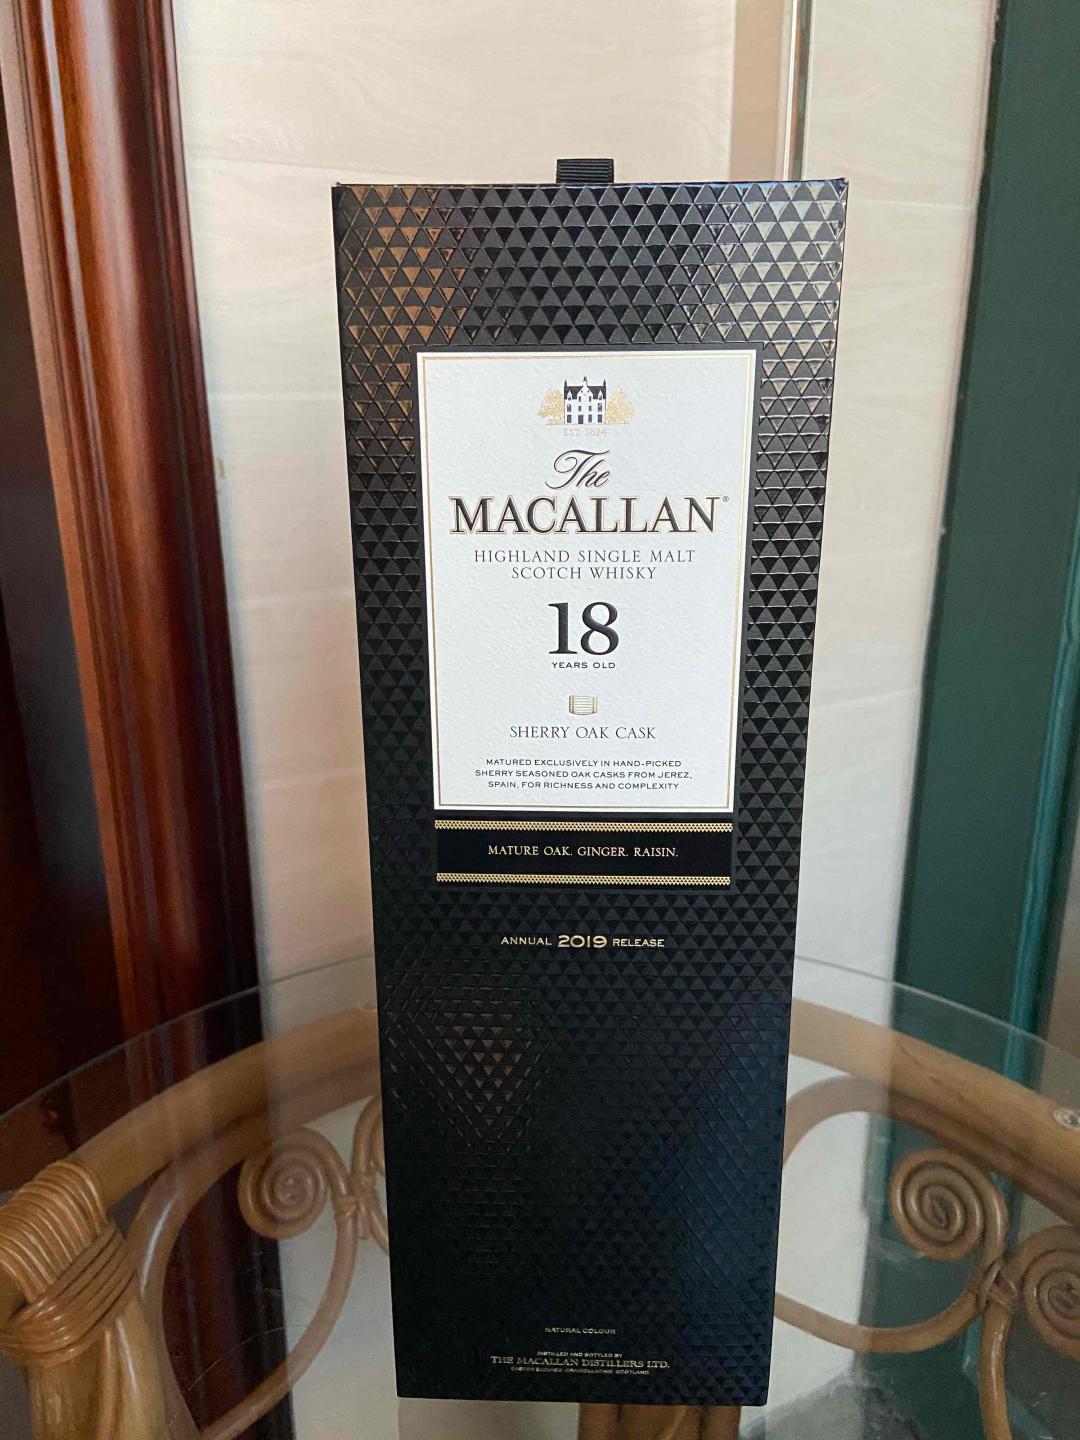 EST. 1824
The
MACALLAN®
HIGHLAND SINGLE MALT
SCOTCH WHISKY
18
YEARS OLD
SHERRY OAK CASK
MATURED EXCLUSIVELY IN HAND-PICKED
SHERRY SEASONED OAK CASKS FROM JEREZ,
SPAIN, FOR RICHNESS AND COMPLEXITY
MATURE OAK. GINGER. RAISIN.
ANNUAL 2019 RELEASE
NATURAL COLOUR
DISTILLED AND BOTTLED BY
THE MACALLAN DISTILLERS LTD.
CRAIGELLACHIE SCOTLAND